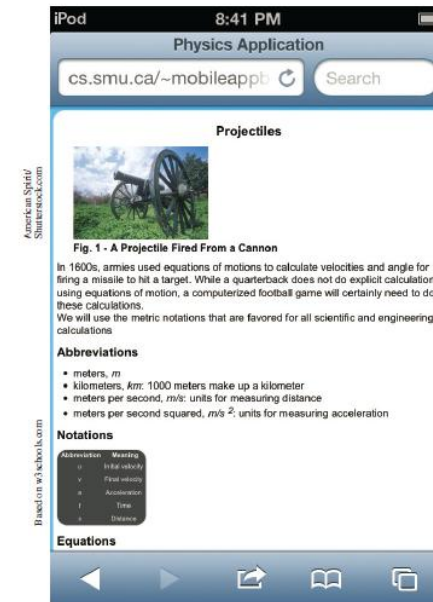 iPod 8:41 PM
Physics Application
cs.smu.ca/~mobileappb Search
Projectiles
Fig. 1 - A Projectile Fired From a Cannon
In 1600s, armies used equations of motions to calculate velocities and angle for
firing a missile to hit a target. While a quarterback does not do explicit calculation
using equations of motion, a computerized football game will certainly need to do
these calculations.
We will use the metric notations that are favored for all scientific and engineering
calculations
Abbreviations
• meters, m
• kilometers, km: 1000 meters make up a kilometer
• meters per second, m/s: units for measuring distance
• meters per second squared, m/s ²: units for measuring acceleration
Notations
Abbreviation Meaning
u Initial velocity
v Final velocity
a Acceleration
t Time
Distance
Equations
American Spirit/
Shutterstock.com
Based on w3schools.com